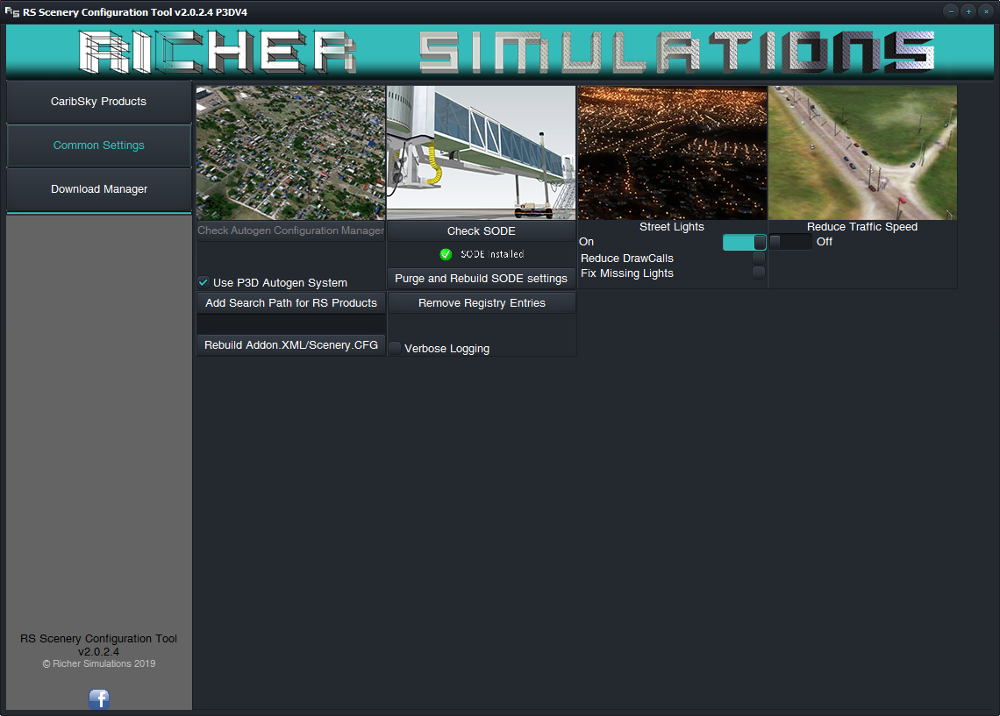 RS RS Scenery Configuration Tool v2.0.2.4 P3DV4
RICHER SIMULATIONS
CaribSky Products
Common Settings
Download Manager
Check Autogen Configuration Manager
Use P3D Autogen System
Add Search Path for RS Products
Rebuild Addon.XML/Scenery.CFG
Check SODE
SODE Installed
Purge and Rebuild SODE settings
Remove Registry Entries
Verbose Logging
Street Lights
On
Reduce DrawCalls
Fix Missing Lights
Reduce Traffic Speed
Off
RS Scenery Configuration Tool
v2.0.2.4
© Richer Simulations 2019
f